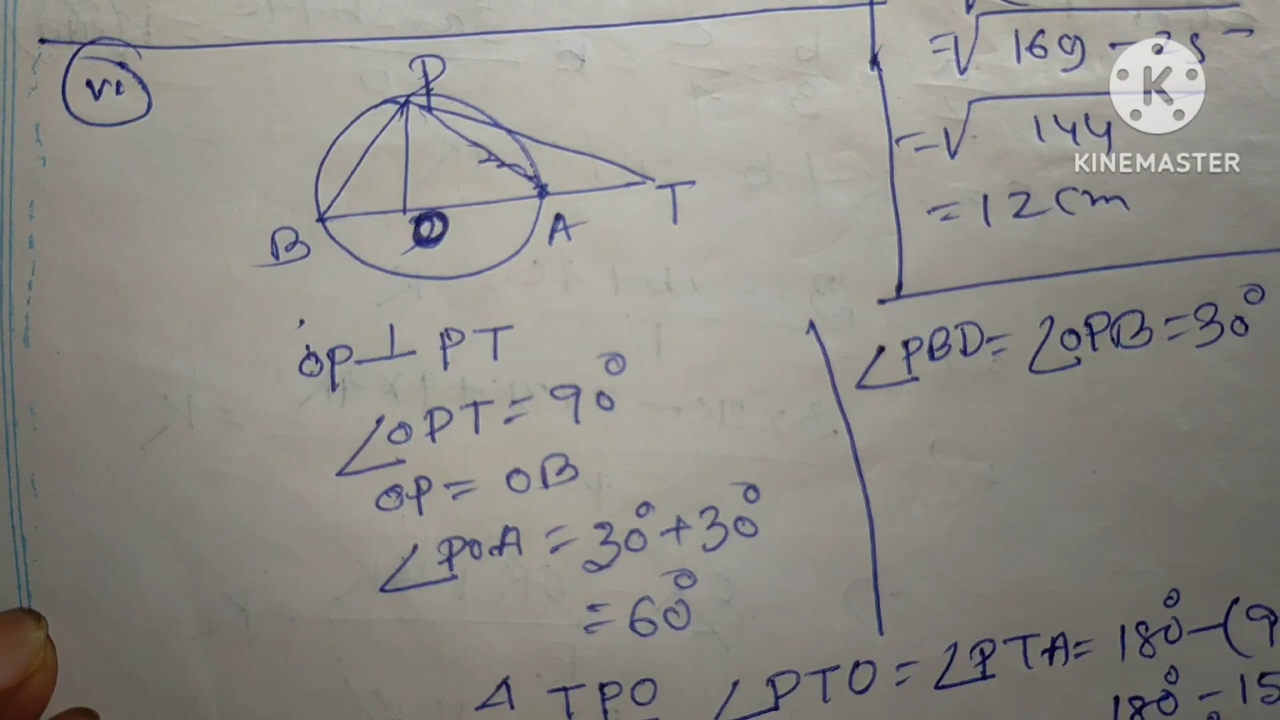 vi
P
B
O
A
T
OP ⊥ PT
∠OPT = 90°
OP = OB
∠POA = 30° + 30°
= 60°
△ TPO ∠PTO = ∠PTA = 180° - (9
180° - 15
∠PBD = ∠OPB = 30°
= √169 - 25
= √144
= 12 cm
K
KINEMASTER